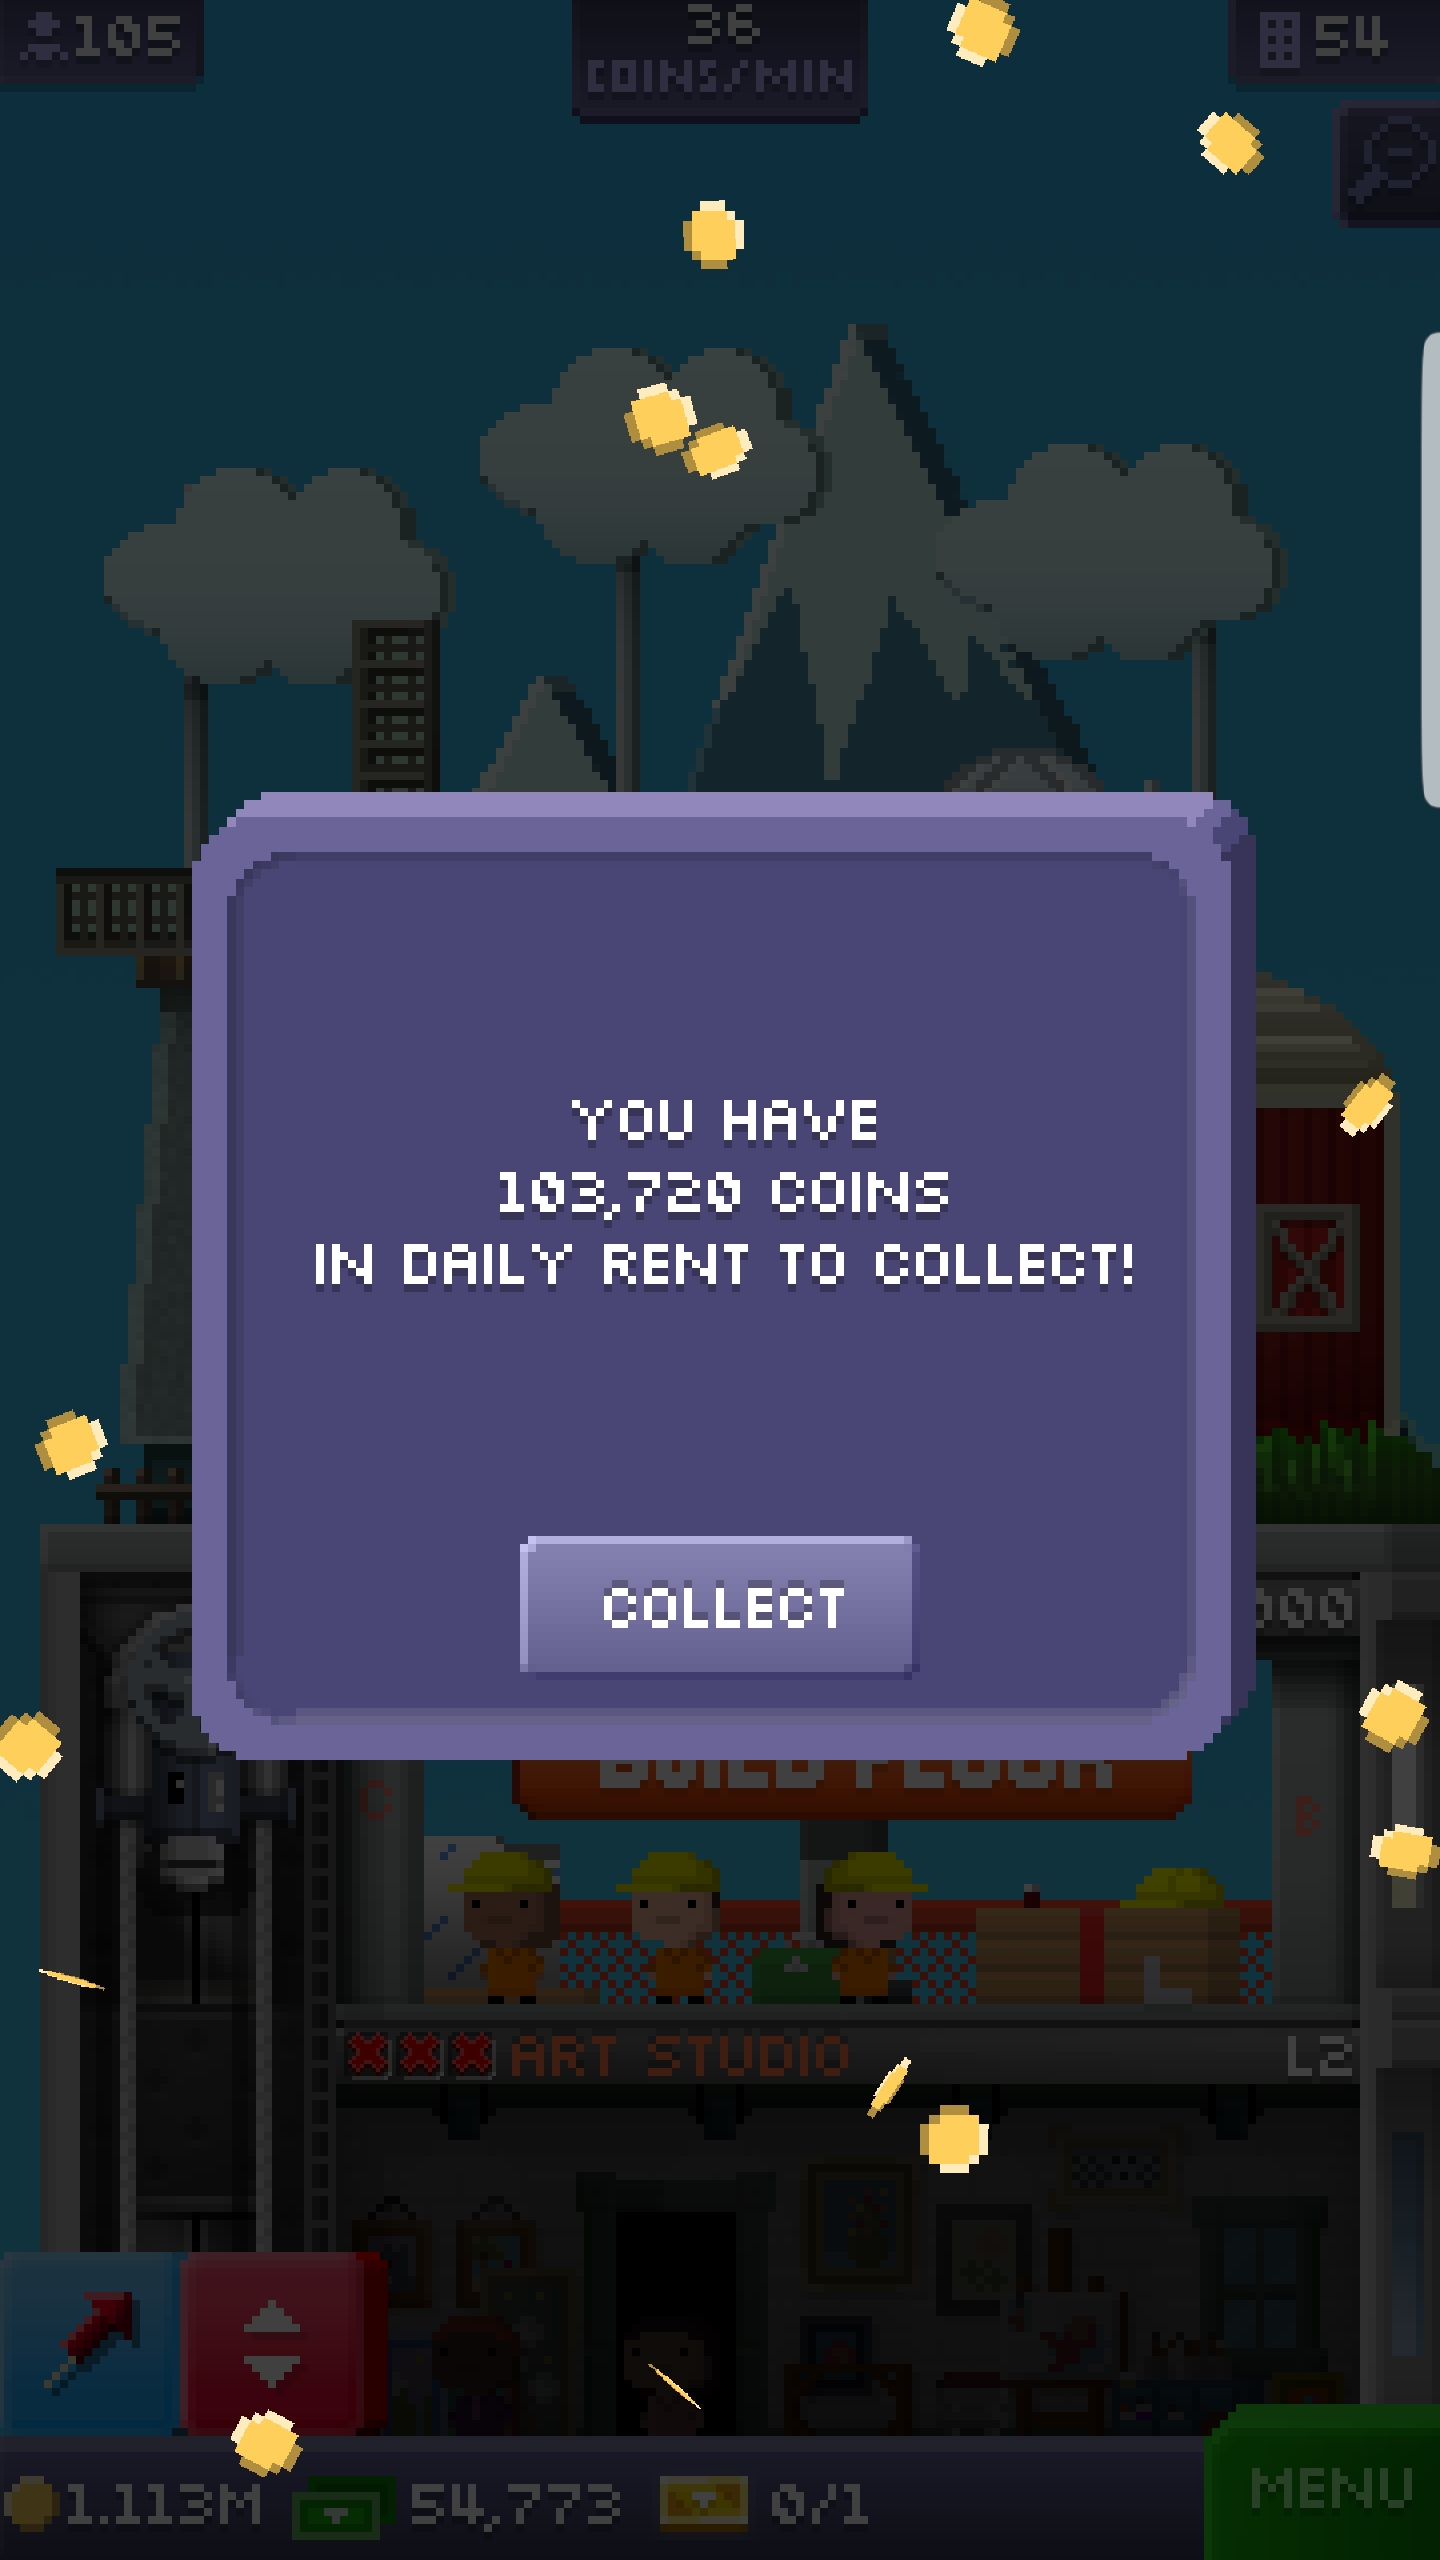 105
36
COINS/MIN
54
YOU HAVE
103,720 COINS
IN DAILY RENT TO COLLECT!
COLLECT
000
BUILD FLOOR
C
B
ART STUDIO
L2
1.113M
54,773
0/1
MENU